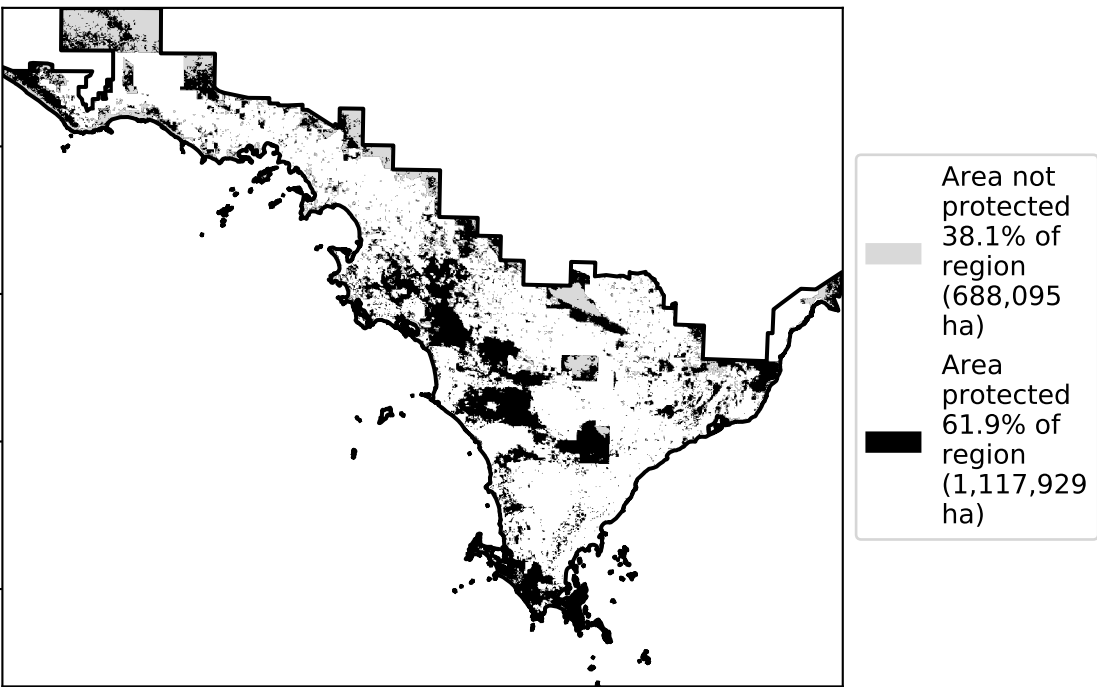 Area not
protected
38.1% of
region
(688,095
ha)
Area
protected
61.9% of
region
(1,117,929
ha)